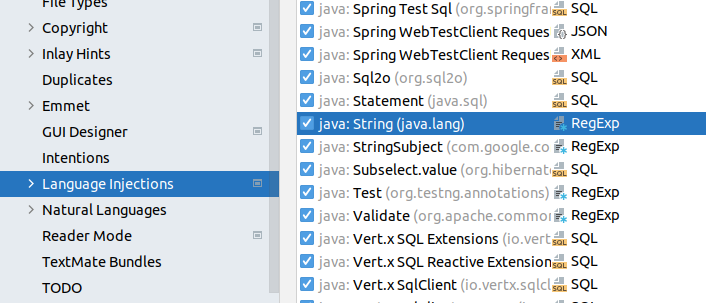 File Types
Copyright
Inlay Hints
Duplicates
Emmet
GUI Designer
Intentions
Language Injections
Natural Languages
Reader Mode
TextMate Bundles
TODO
java: Spring Test Sql (org.springfra SQL
java: Spring WebTestClient Reques JSON
java: Spring WebTestClient Reques XML
java: Sql2o (org.sql2o) SQL
java: Statement (java.sql) SQL
java: String (java.lang) RegExp
java: StringSubject (com.google.co RegExp
java: Subselect.value (org.hibernat SQL
java: Test (org.testng.annotations) RegExp
java: Validate (org.apache.common RegExp
java: Vert.x SQL Extensions (io.vert SQL
java: Vert.x SQL Reactive Extension SQL
java: Vert.x SqlClient (io.vertx.sqlcl SQL